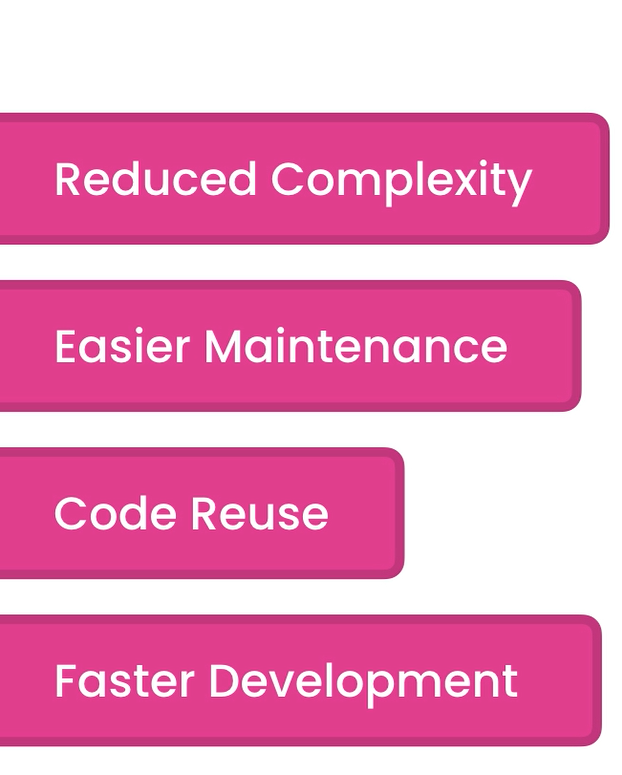 Reduced Complexity
Easier Maintenance
Code Reuse
Faster Development